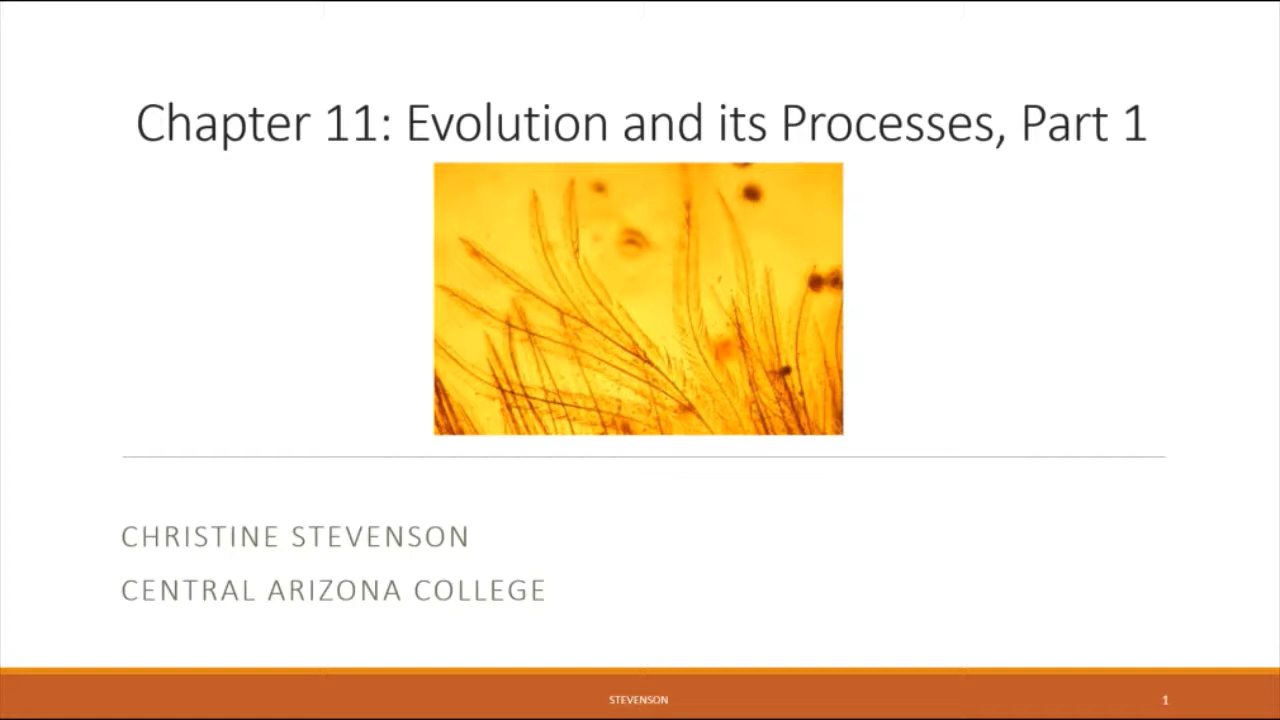 Chapter 11: Evolution and its Processes, Part 1
CHRISTINE STEVENSON
CENTRAL ARIZONA COLLEGE
STEVENSON
1